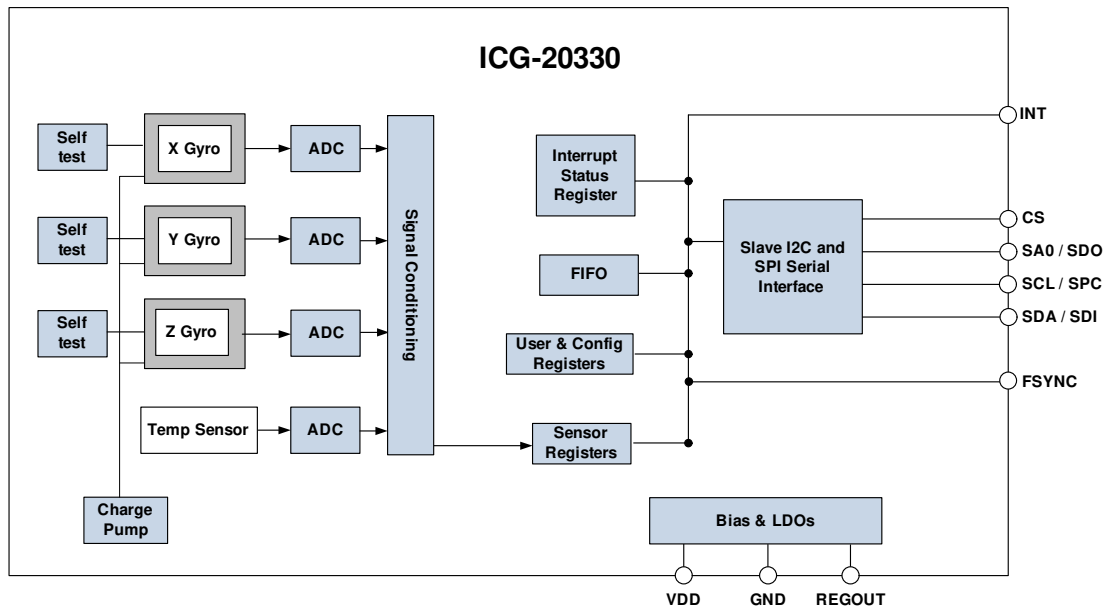 ICG-20330
Self
test
X Gyro
ADC
Self
test
Y Gyro
ADC
Self
test
Z Gyro
ADC
Temp Sensor
ADC
Charge
Pump
Signal Conditioning
Interrupt
Status
Register
FIFO
User & Config
Registers
Sensor
Registers
Slave I2C and
SPI Serial
Interface
Bias & LDOs
INT
CS
SA0 / SDO
SCL / SPC
SDA / SDI
FSYNC
VDD
GND
REGOUT